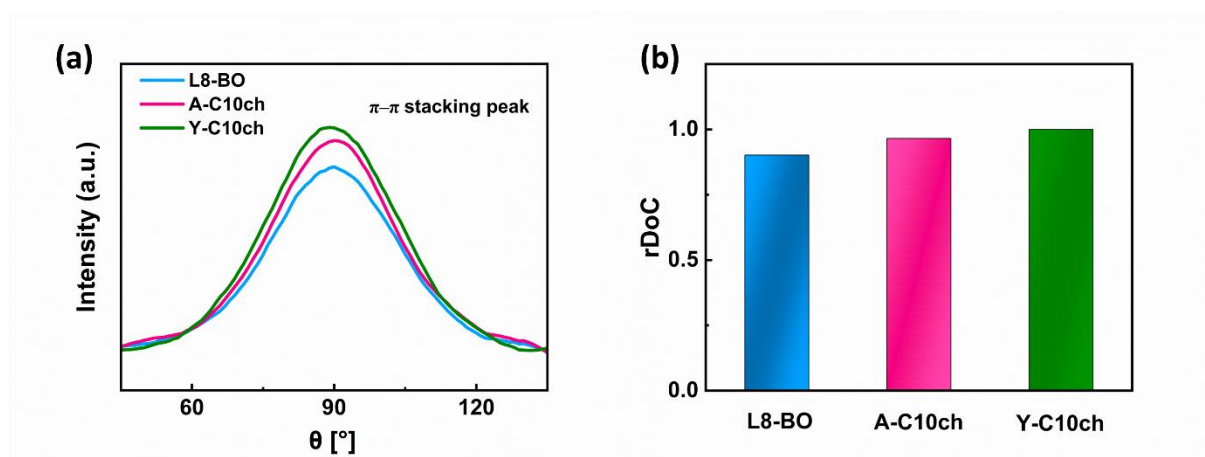 (a)
L8-BO
A-C10ch
Y-C10ch
π–π stacking peak
Intensity (a.u.)
60 90 120
θ [°]
(b)
rDoC
1.0
0.5
0.0
L8-BO A-C10ch Y-C10ch